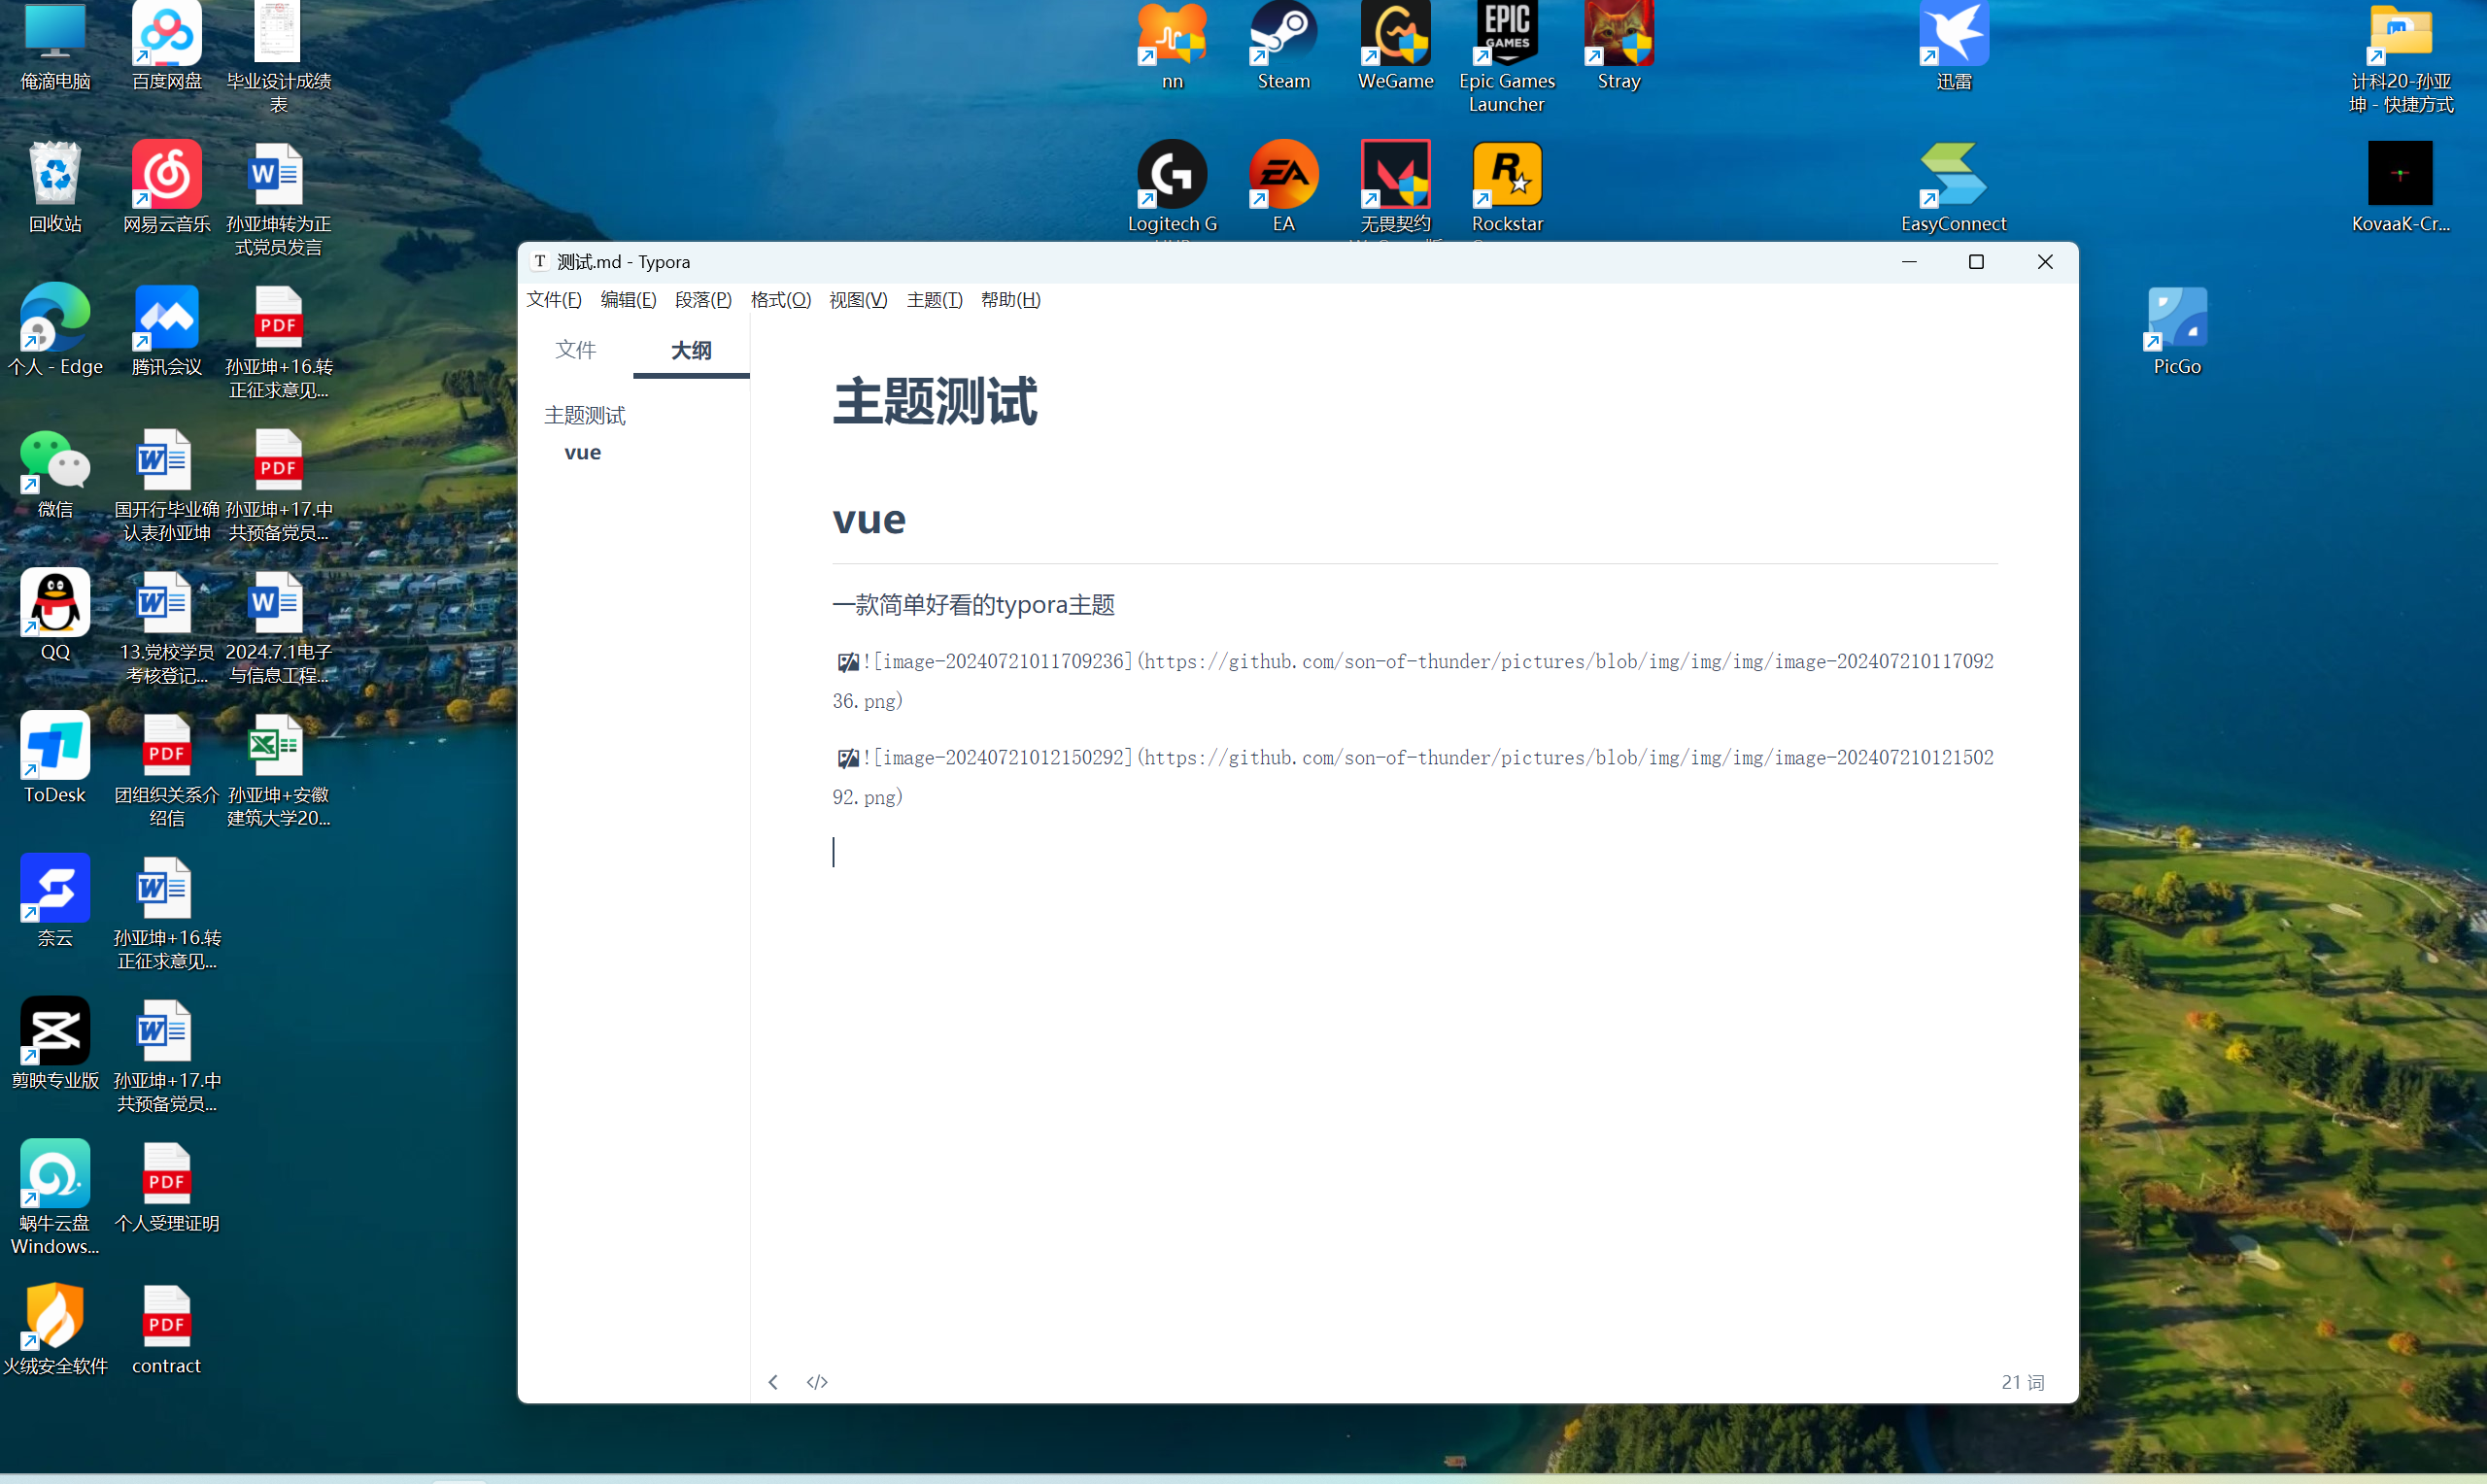 俺滴电脑
百度网盘
毕业设计成绩
表
nn
Steam
WeGame
EPIC
GAMES
Epic Games
Launcher
Stray
迅雷
计科20-孙亚
坤 - 快捷方式
回收站
网易云音乐
孙亚坤转为正
式党员发言
Logitech G
EA
无畏契约
Rockstar
EasyConnect
KovaaK-Cr...
个人 - Edge
腾讯会议
PDF
孙亚坤+16.转
正征求意见...
PicGo
微信
国开行毕业确
认表孙亚坤
PDF
孙亚坤+17.中
共预备党员...
QQ
13.党校学员
考核登记...
2024.7.1电子
与信息工程...
ToDesk
PDF
团组织关系介
绍信
孙亚坤+安徽
建筑大学20...
奈云
孙亚坤+16.转
正征求意见...
剪映专业版
孙亚坤+17.中
共预备党员...
蜗牛云盘
Windows...
PDF
个人受理证明
火绒安全软件
PDF
contract
T 测试.md - Typora
文件(F) 编辑(E) 段落(P) 格式(O) 视图(V) 主题(T) 帮助(H)
文件 大纲
主题测试
vue
主题测试
vue
一款简单好看的typora主题
![image-20240721011709236](https://github.com/son-of-thunder/pictures/blob/img/img/img/image-202407210117092
36.png)
![image-20240721012150292](https://github.com/son-of-thunder/pictures/blob/img/img/img/image-202407210121502
92.png)
</> 21 词